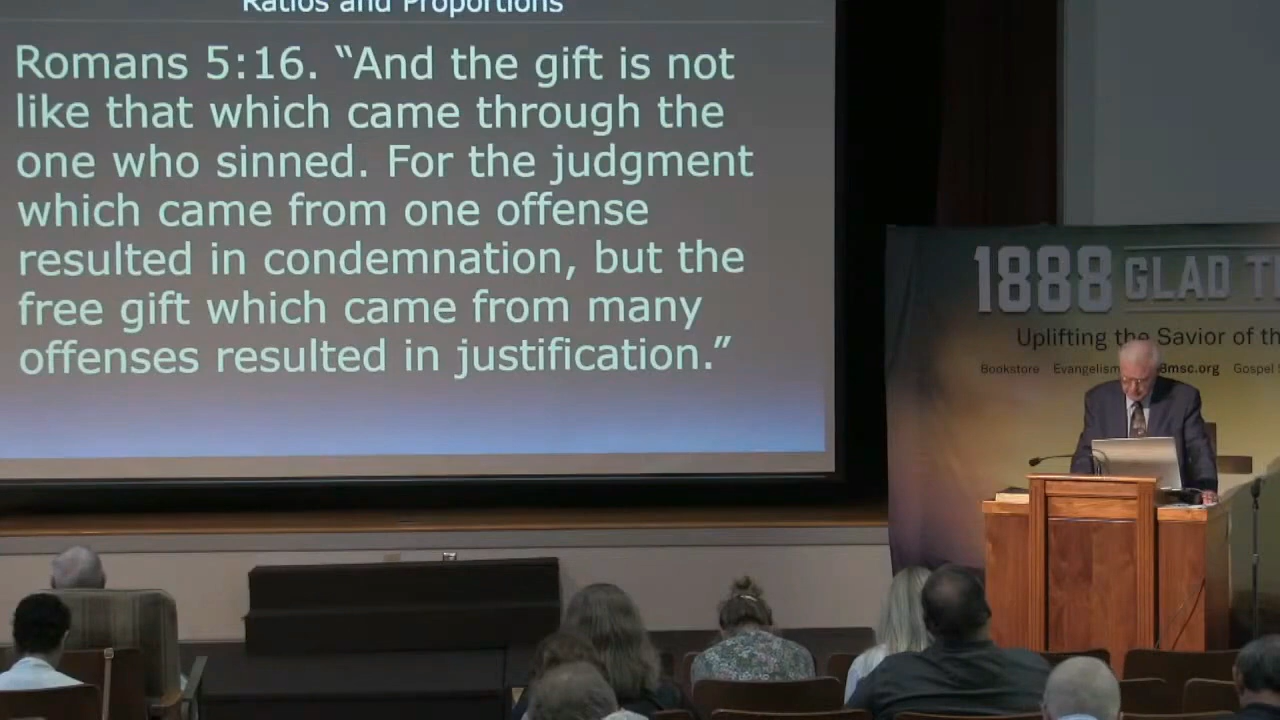 Ratios and Proportions
Romans 5:16. “And the gift is not
like that which came through the
one who sinned. For the judgment
which came from one offense
resulted in condemnation, but the
free gift which came from many
offenses resulted in justification.”
1888 GLAD
Uplifting the Savior of
Bookstore Evangelism 8msc.org Gospel